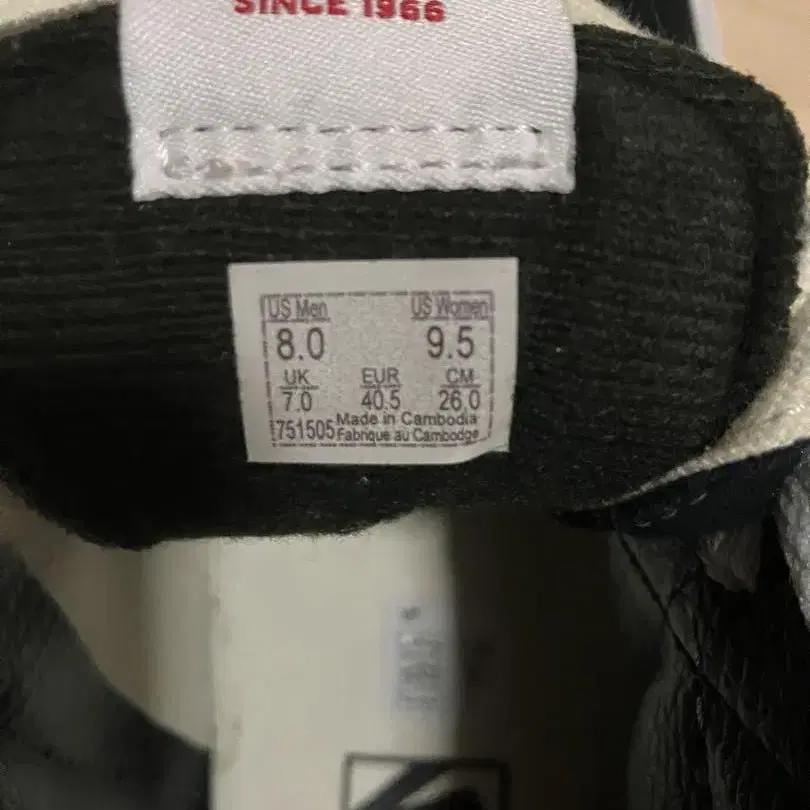 SINCE 1966
US Men US Women
8.0 9.5
UK EUR CM
7.0 40.5 26.0
751505 Made in Cambodia
Fabrique au Cambodge